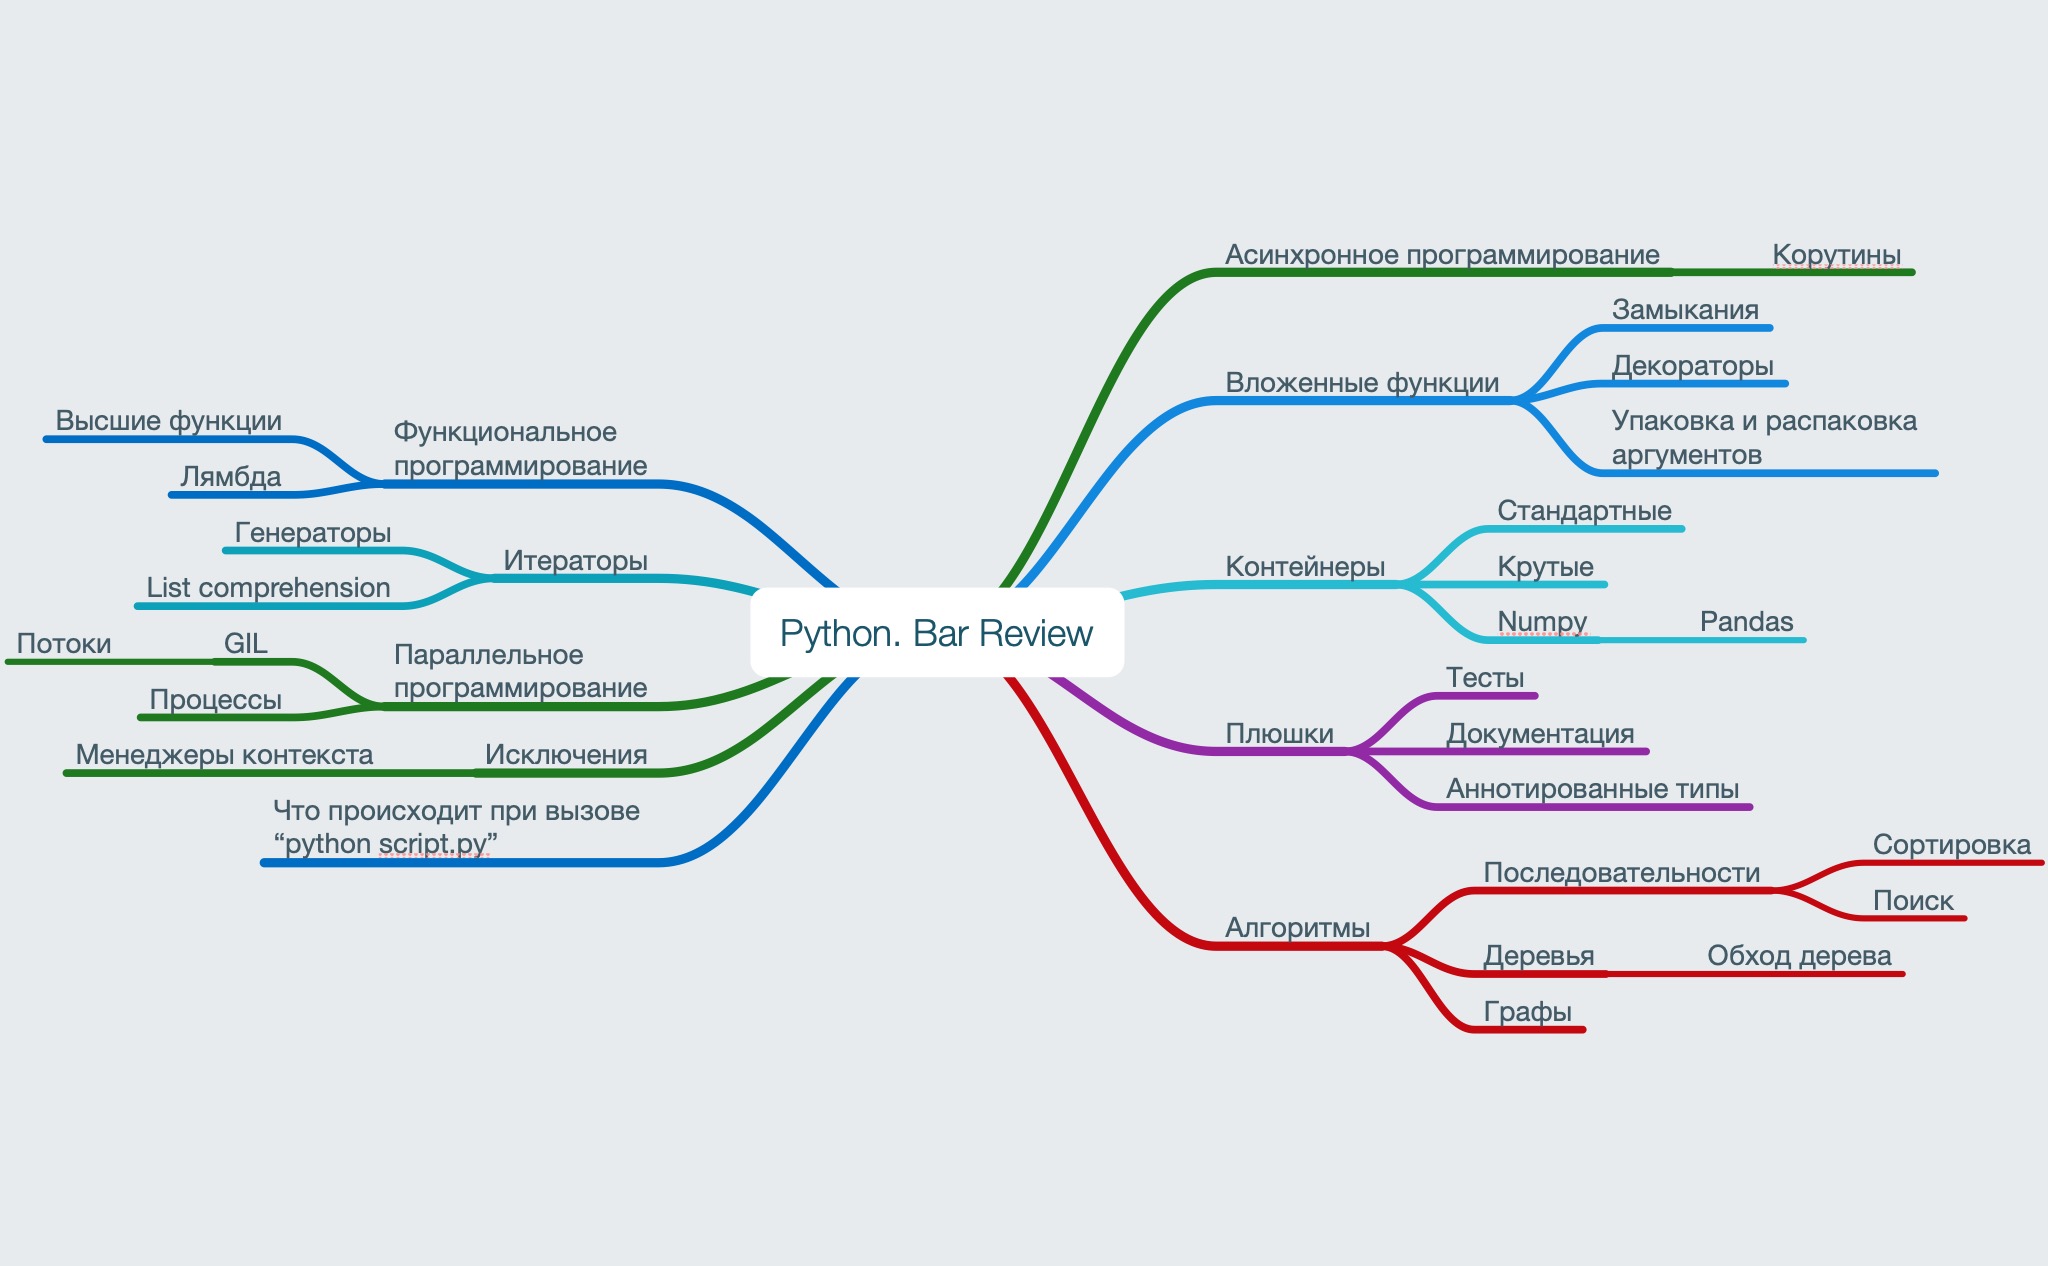 Python. Bar Review
Асинхронное программирование
Корутины
Вложенные функции
Замыкания
Декораторы
Упаковка и распаковка
аргументов
Контейнеры
Стандартные
Крутые
Numpy
Pandas
Плюшки
Тесты
Документация
Аннотированные типы
Алгоритмы
Последовательности
Сортировка
Поиск
Деревья
Обход дерева
Графы
Функциональное
программирование
Высшие функции
Лямбда
Итераторы
Генераторы
List comprehension
Параллельное
программирование
GIL
Потоки
Процессы
Исключения
Менеджеры контекста
Что происходит при вызове
“python script.py”